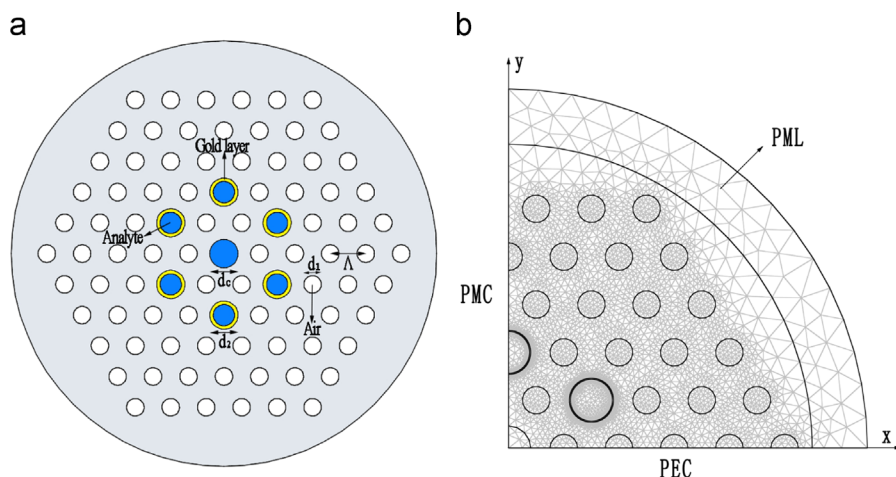 a
Gold layer
Analyte
d₁
Λ
dc
Air
d₂
b
y
PML
PMC
x
PEC